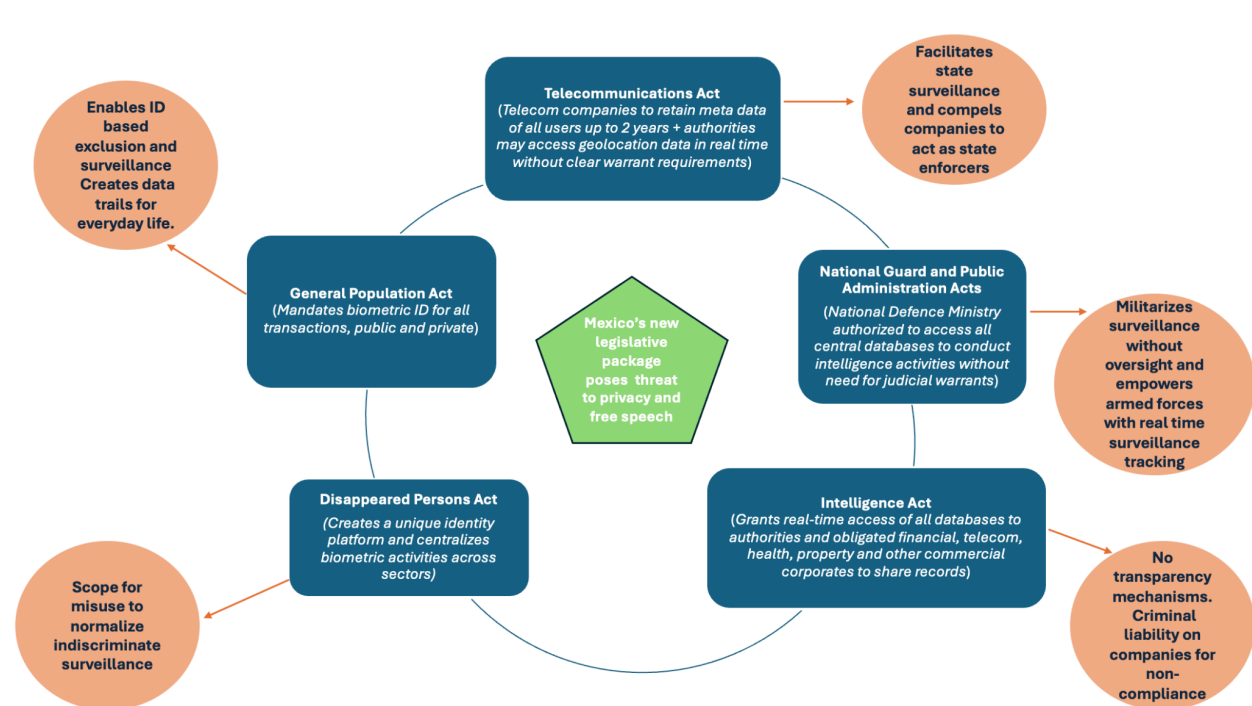 Telecommunications Act
(Telecom companies to retain meta data
of all users up to 2 years + authorities
may access geolocation data in real time
without clear warrant requirements)
Facilitates
state
surveillance
and compels
companies to
act as state
enforcers
National Guard and Public
Administration Acts
(National Defence Ministry
authorized to access all
central databases to conduct
intelligence activities without
need for judicial warrants)
Militarizes
surveillance
without
oversight and
empowers
armed forces
with real time
surveillance
tracking
Intelligence Act
(Grants real-time access of all databases to
authorities and obligated financial, telecom,
health, property and other commercial
corporates to share records)
No
transparency
mechanisms.
Criminal
liability on
companies for
non-
compliance
Disappeared Persons Act
(Creates a unique identity
platform and centralizes
biometric activities across
sectors)
Scope for
misuse to
normalize
indiscriminate
surveillance
General Population Act
(Mandates biometric ID for all
transactions, public and private)
Enables ID
based
exclusion and
surveillance
Creates data
trails for
everyday life.
Mexico’s new
legislative
package
poses threat
to privacy and
free speech